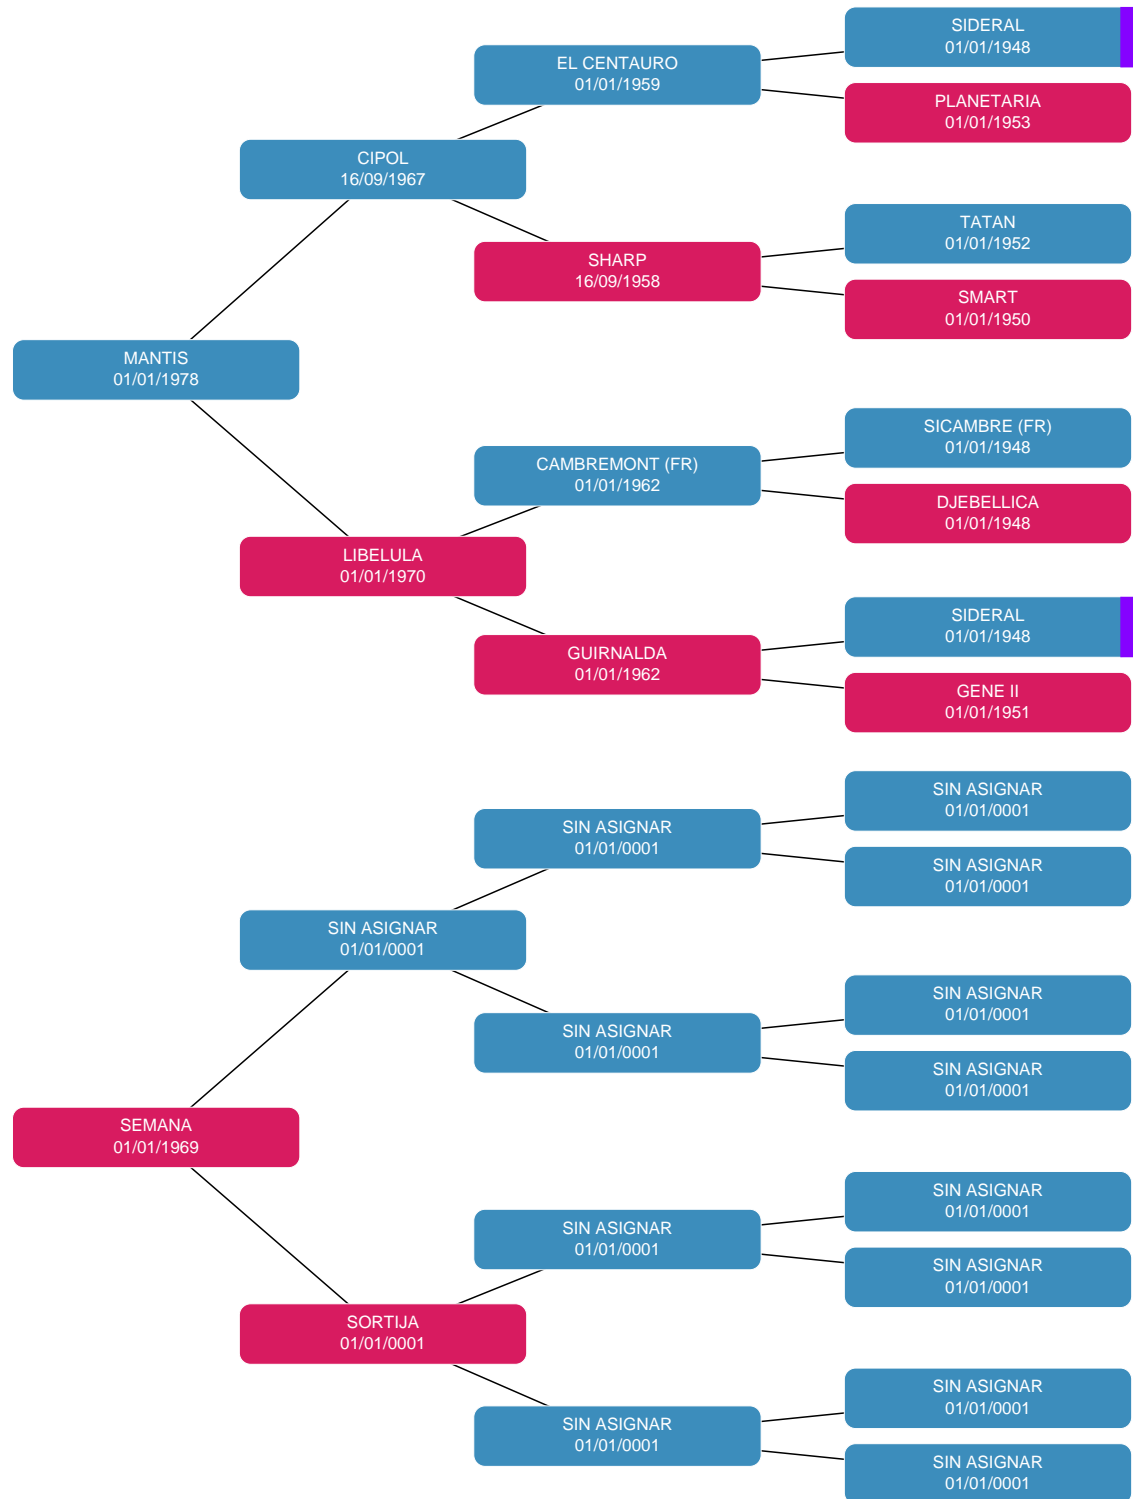 SIDERAL
01/01/1948
EL CENTAURO
01/01/1959
PLANETARIA
01/01/1953
CIPOL
16/09/1967
TATAN
01/01/1952
SHARP
16/09/1958
SMART
01/01/1950
MANTIS
01/01/1978
SICAMBRE (FR)
01/01/1948
CAMBREMONT (FR)
01/01/1962
DJEBELLICA
01/01/1948
LIBELULA
01/01/1970
SIDERAL
01/01/1948
GUIRNALDA
01/01/1962
GENE II
01/01/1951
SIN ASIGNAR
01/01/0001
SIN ASIGNAR
01/01/0001
SIN ASIGNAR
01/01/0001
SIN ASIGNAR
01/01/0001
SIN ASIGNAR
01/01/0001
SIN ASIGNAR
01/01/0001
SIN ASIGNAR
01/01/0001
SEMANA
01/01/1969
SIN ASIGNAR
01/01/0001
SIN ASIGNAR
01/01/0001
SIN ASIGNAR
01/01/0001
SORTIJA
01/01/0001
SIN ASIGNAR
01/01/0001
SIN ASIGNAR
01/01/0001
SIN ASIGNAR
01/01/0001